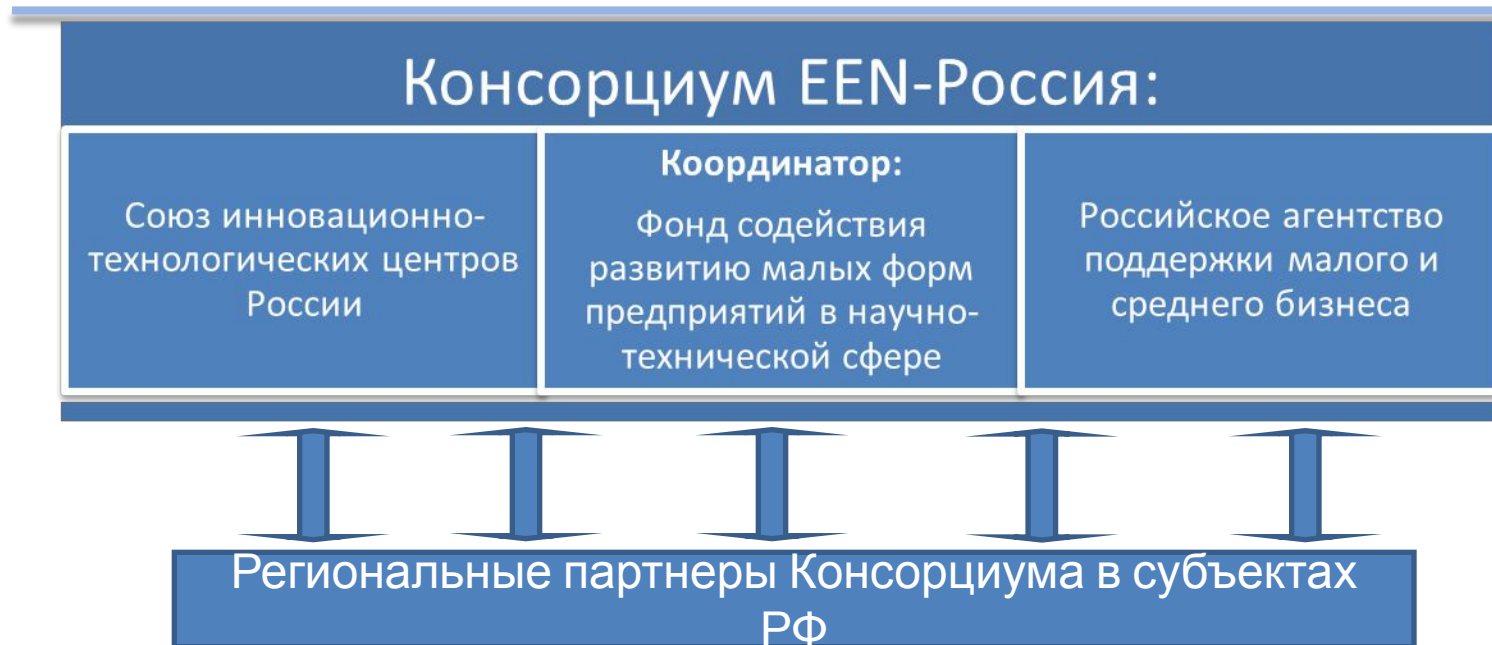 Консорциум EEN-Россия:
Союз инновационно-
технологических центров
России
Координатор:
Фонд содействия
развитию малых форм
предприятий в научно-
технической сфере
Российское агентство
поддержки малого и
среднего бизнеса
Региональные партнеры Консорциума в субъектах
РФ